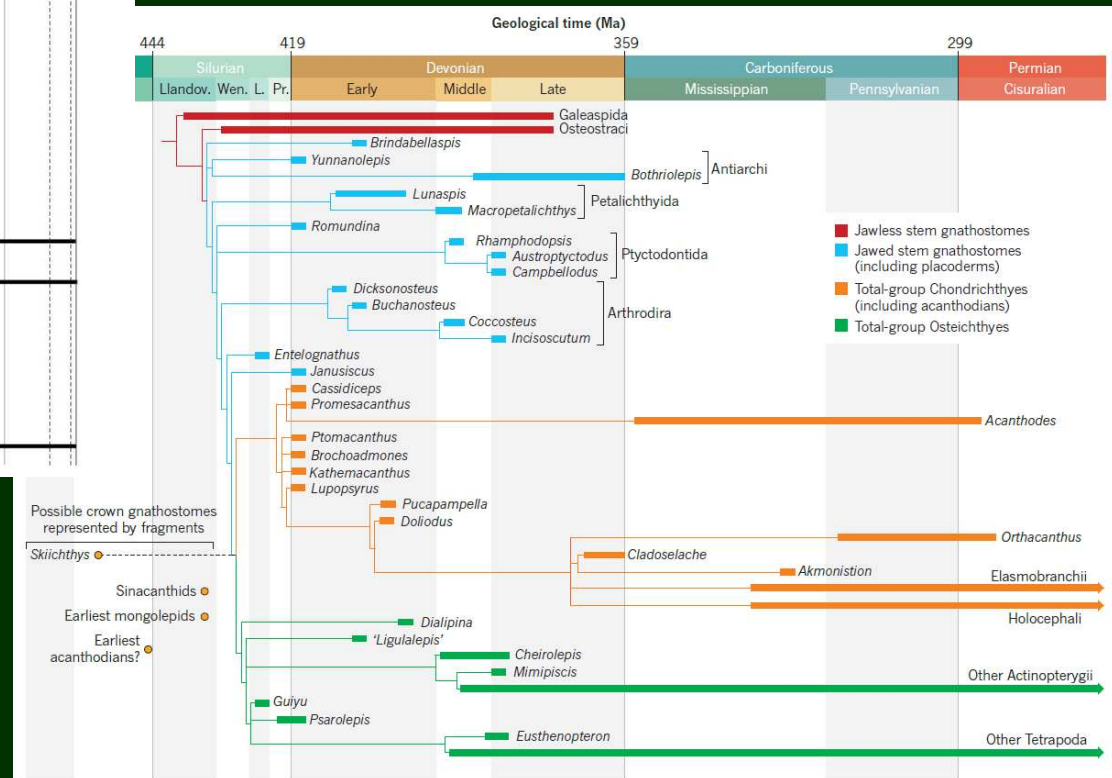 Geological time (Ma)
444 419 359 299
Silurian Devonian Carboniferous Permian
Llandov. Wen. L. Pr. Early Middle Late Mississippian Pennsylvanian Cisuralian
Galeaspida
Osteostraci
Brindabellaspis
Yunnanolepis
Bothriolepis
Antiarchi
Lunaspis
Macropetalichthys
Petalichthyida
Romundina
Rhamphodopsis
Austroptyctodus
Campbellodus
Ptyctodontida
Dicksonosteus
Buchanosteus
Coccosteus
Incisoscutum
Arthrodira
Jawless stem gnathostomes
Jawed stem gnathostomes
(including placoderms)
Total-group Chondrichthyes
(including acanthodians)
Total-group Osteichthyes
Entelognathus
Janusiscus
Cassidiceps
Promesacanthus
Acanthodes
Ptomacanthus
Brochoadmones
Kathemacanthus
Lupopsyrus
Pucapampella
Doliodus
Orthacanthus
Cladoselache
Akmonistion
Elasmobranchii
Holocephali
Possible crown gnathostomes
represented by fragments
Skiichthys
Sinacanthids
Earliest mongolepids
Earliest
acanthodians?
Dialipina
'Ligulalepis'
Cheirolepis
Mimipiscis
Other Actinopterygii
Guiyu
Psarolepis
Eusthenopteron
Other Tetrapoda